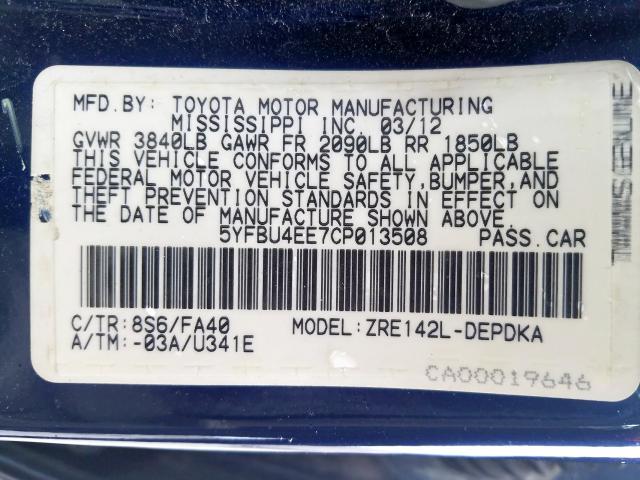 MFD.BY: TOYOTA MOTOR MANUFACTURING
MISSISSIPPI INC. 03/12
GVWR 3840LB GAWR FR 2090LB RR 1850LB
THIS VEHICLE CONFORMS TO ALL APPLICABLE
FEDERAL MOTOR VEHICLE SAFETY,BUMPER,AND
THEFT PREVENTION STANDARDS IN EFFECT ON
THE DATE OF MANUFACTURE SHOWN ABOVE.
5YFBU4EE7CP013508 PASS.CAR
C/TR:8S6/FA40 MODEL:ZRE142L-DEPDKA
A/TM:-03A/U341E
CA00019646